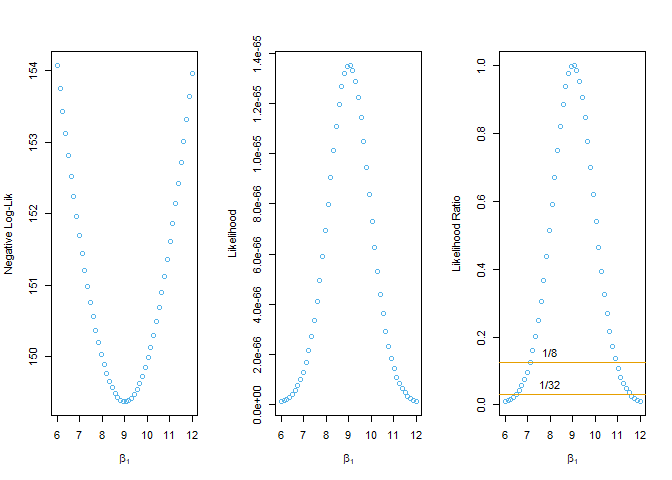 Negative Log-Lik
150
151
152
153
154
6 7 8 9 10 11 12
β1
Likelihood
0.0e+00
2.0e-66
4.0e-66
6.0e-66
8.0e-66
1.0e-65
1.2e-65
1.4e-65
6 7 8 9 10 11 12
β1
Likelihood Ratio
0.0
0.2
0.4
0.6
0.8
1.0
1/8
1/32
6 7 8 9 10 11 12
β1